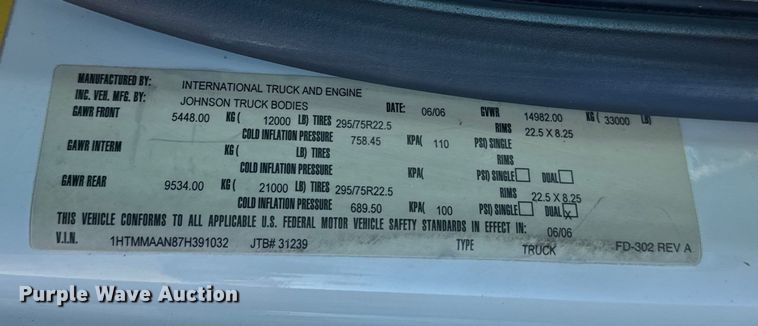 MANUFACTURED BY: INTERNATIONAL TRUCK AND ENGINE
INC. VEH. MFG. BY: JOHNSON TRUCK BODIES DATE: 06/06 GVWR 14982.00 KG ( 33000 LB)
GAWR FRONT 5448.00 KG ( 12000 LB) TIRES 295/75R22.5 RIMS 22.5 X 8.25
COLD INFLATION PRESSURE 758.45 KPA( 110 PSI) SINGLE
GAWR INTERM KG ( LB) TIRES RIMS
COLD INFLATION PRESSURE KPA( PSI) SINGLE DUAL
GAWR REAR 9534.00 KG ( 21000 LB) TIRES 295/75R22.5 RIMS 22.5 X 8.25
COLD INFLATION PRESSURE 689.50 KPA( 100 PSI) SINGLE DUAL X
THIS VEHICLE CONFORMS TO ALL APPLICABLE U.S. FEDERAL MOTOR VEHICLE SAFETY STANDARDS IN EFFECT IN: 06/06
V.I.N. 1HTMMAAN87H391032 JTB# 31239 TYPE TRUCK FD-302 REV A
Purple Wave Auction